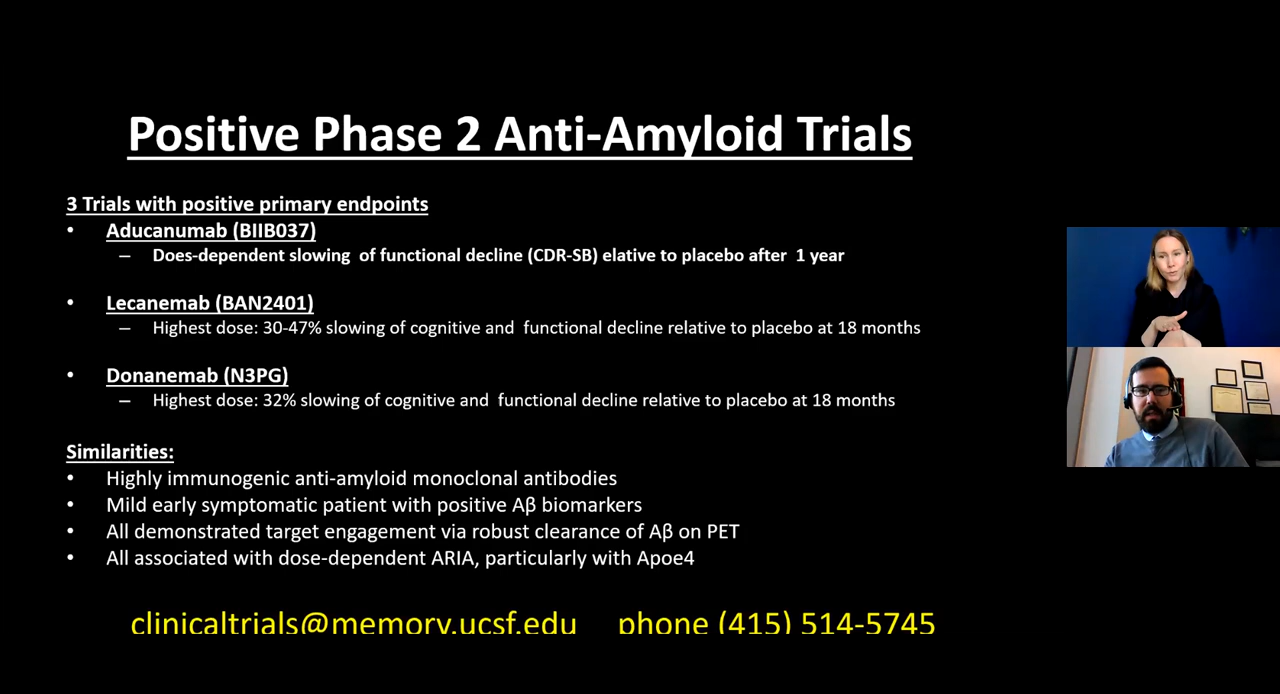 Positive Phase 2 Anti-Amyloid Trials
3 Trials with positive primary endpoints
• Aducanumab (BIIB037)
– Does-dependent slowing of functional decline (CDR-SB) elative to placebo after 1 year
• Lecanemab (BAN2401)
– Highest dose: 30-47% slowing of cognitive and functional decline relative to placebo at 18 months
• Donanemab (N3PG)
– Highest dose: 32% slowing of cognitive and functional decline relative to placebo at 18 months
Similarities:
• Highly immunogenic anti-amyloid monoclonal antibodies
• Mild early symptomatic patient with positive Aβ biomarkers
• All demonstrated target engagement via robust clearance of Aβ on PET
• All associated with dose-dependent ARIA, particularly with Apoe4
clinicaltrials@memory.ucsf.edu phone (415) 514-5745